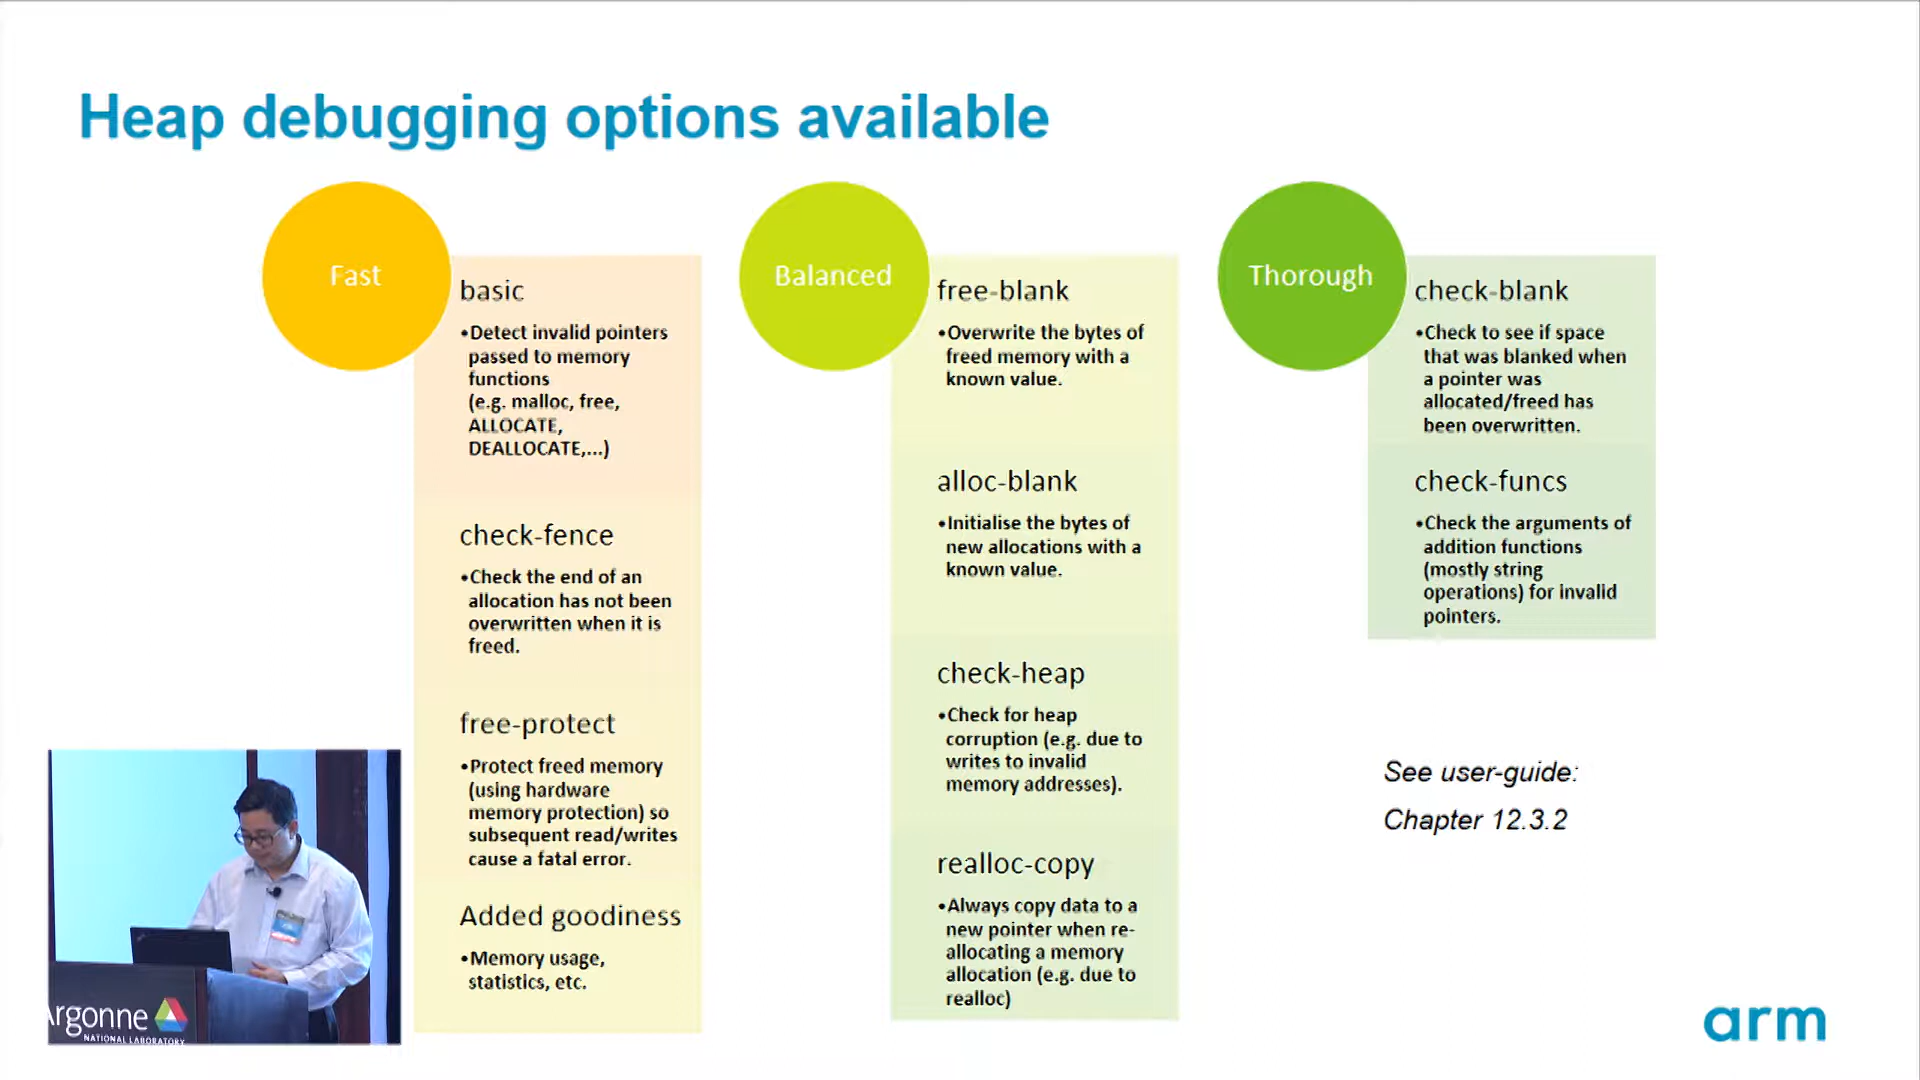 Heap debugging options available
Fast
basic
•Detect invalid pointers
passed to memory
functions
(e.g. malloc, free,
ALLOCATE,
DEALLOCATE,...)
check-fence
•Check the end of an
allocation has not been
overwritten when it is
freed.
free-protect
•Protect freed memory
(using hardware
memory protection) so
subsequent read/writes
cause a fatal error.
Added goodiness
•Memory usage,
statistics, etc.
Balanced
free-blank
•Overwrite the bytes of
freed memory with a
known value.
alloc-blank
•Initialise the bytes of
new allocations with a
known value.
check-heap
•Check for heap
corruption (e.g. due to
writes to invalid
memory addresses).
realloc-copy
•Always copy data to a
new pointer when re-
allocating a memory
allocation (e.g. due to
realloc)
Thorough
check-blank
•Check to see if space
that was blanked when
a pointer was
allocated/freed has
been overwritten.
check-funcs
•Check the arguments of
addition functions
(mostly string
operations) for invalid
pointers.
See user-guide:
Chapter 12.3.2
Argonne
NATIONAL LABORATORY
arm